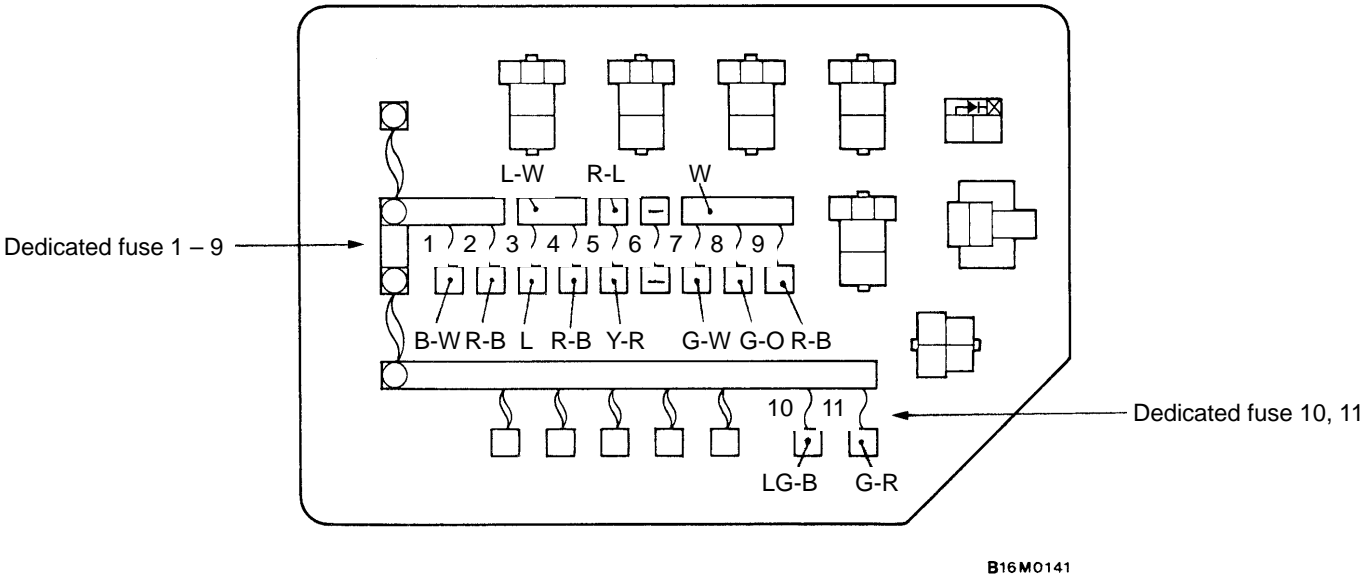 L-W R-L W
Dedicated fuse 1 – 9
1 2 3 4 5 6 7 8 9
B-W R-B L R-B Y-R G-W G-O R-B
10 11
Dedicated fuse 10, 11
LG-B G-R
B16M0141